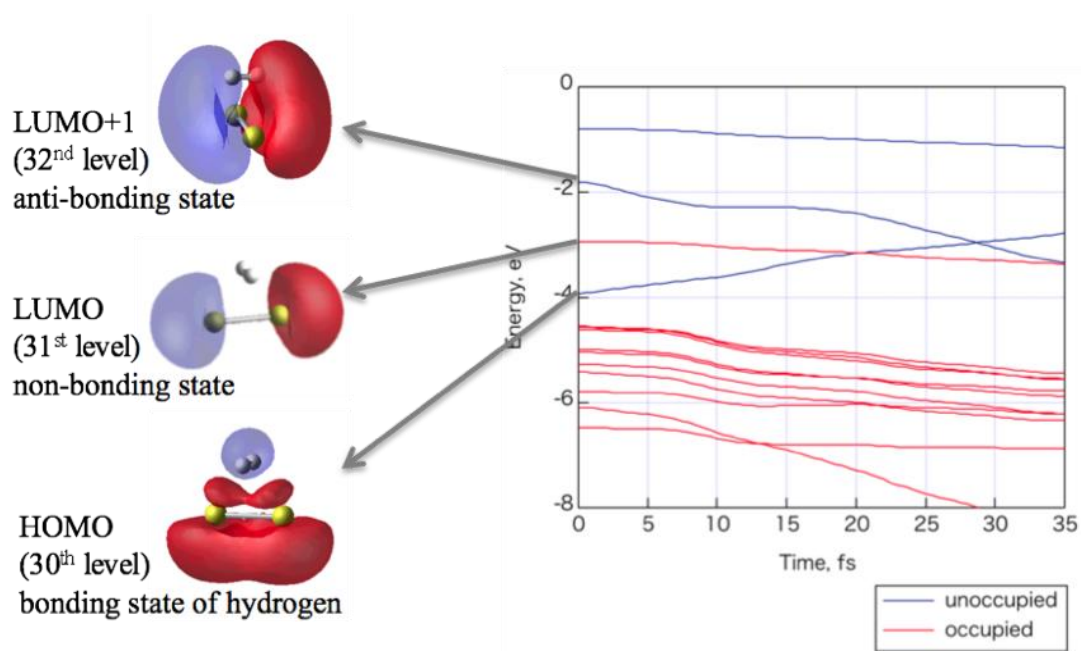 LUMO+1
(32nd level)
anti-bonding state
LUMO
(31st level)
non-bonding state
HOMO
(30th level)
bonding state of hydrogen
Energy, eV
0
-2
-4
-6
-8
0 5 10 15 20 25 30 35
Time, fs
unoccupied
occupied